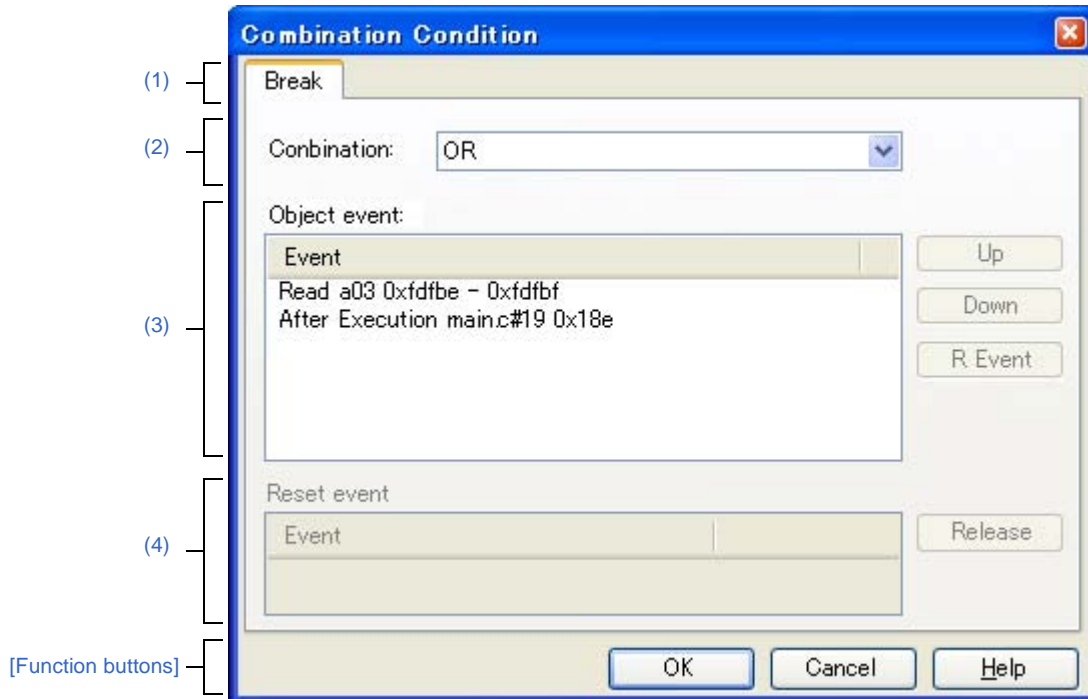 Combination Condition
(1)
Break
(2)
Conbination:
OR
Object event:
Event
Up
Read a03 0xfdfbe - 0xfdfbf
Down
(3)
After Execution main.c#19 0x18e
R Event
Reset event
(4)
Event
Release
[Function buttons]
OK
Cancel
Help